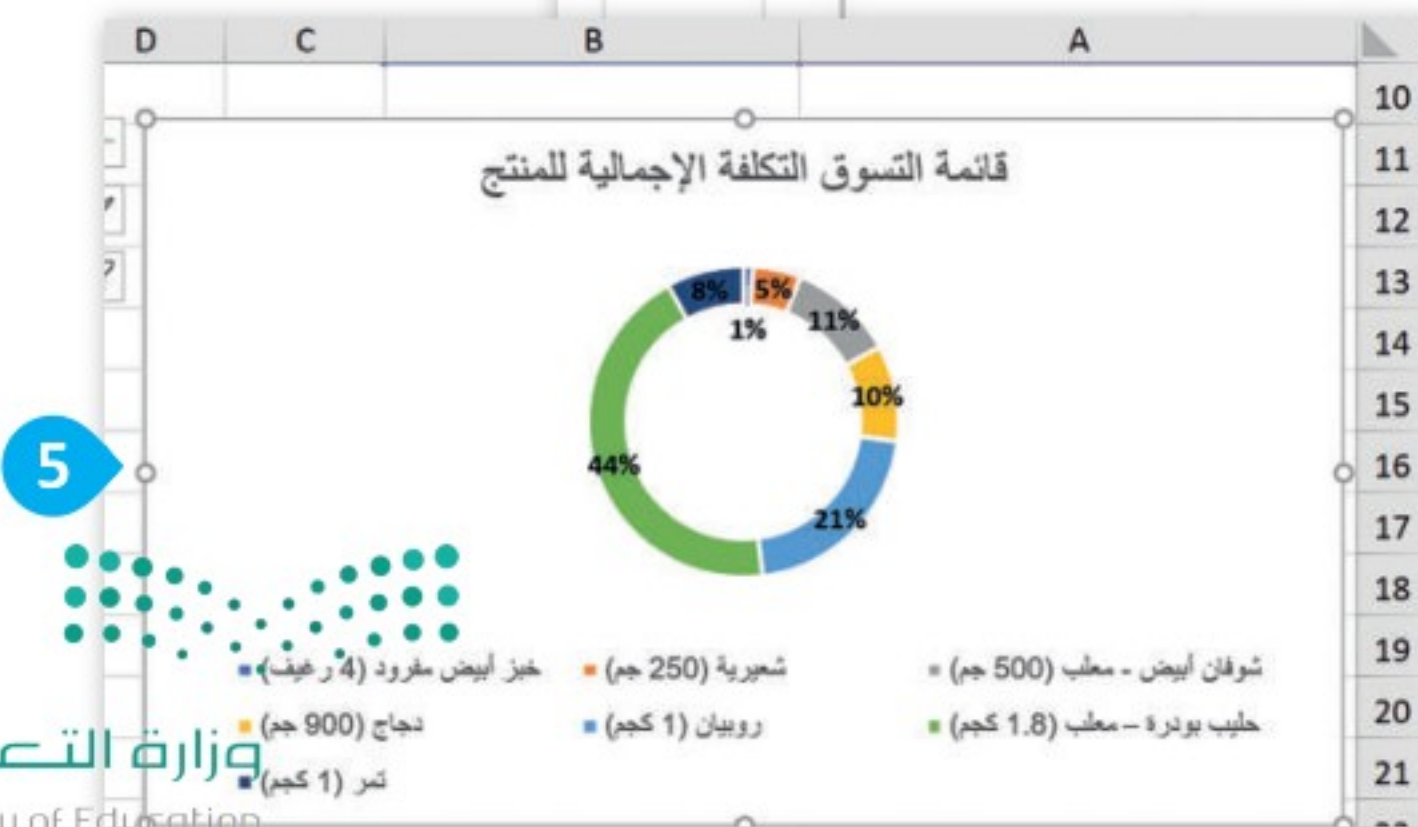 A B C D
10
11
12
13
14
15
16
17
18
19
20
21
قائمة التسوق التكلفة الإجمالية للمنتج
8% 5%
1% 11%
10%
44%
21%
5
شوفان أبيض - معلب (500 جم) شعيرية (250 جم) خبز أبيض مفرود (4 رغيف)
حليب بودرة – معلب (1.8 كجم) روبيان (1 كجم) دجاج (900 جم)
تمر (1 كجم)
وزارة
of Education